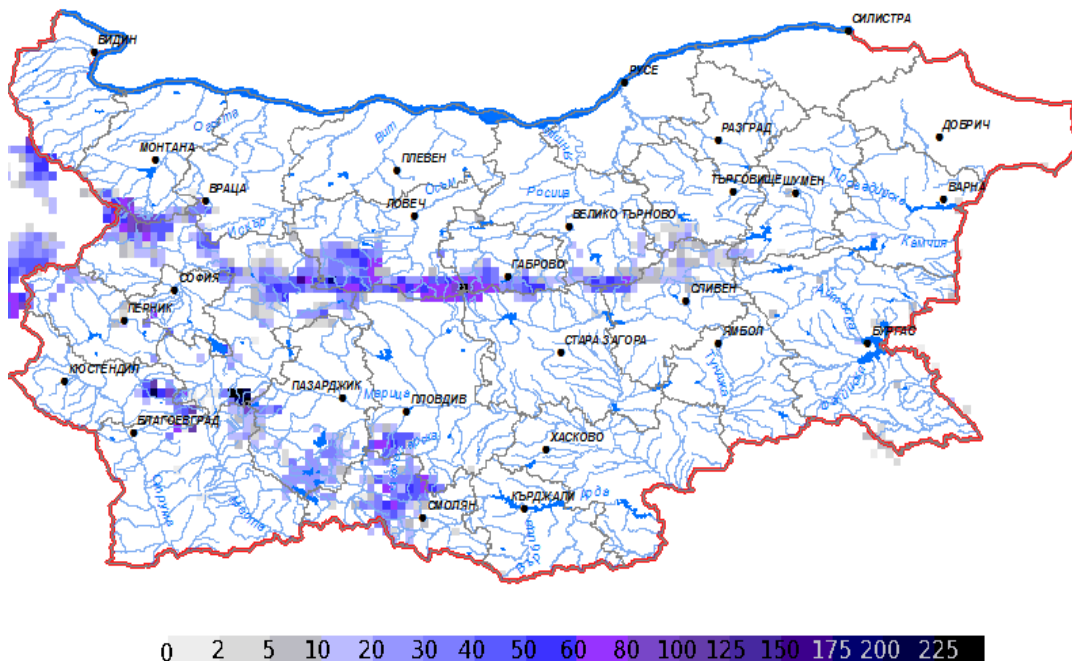 СИЛИСТРА
ВИДИН
РУСЕ
Огоста
Вит
РАЗГРАД
ДОБРИЧ
МОНТАНА
ПЛЕВЕН
ВРАЦА
Осъм
Росица
ТЪРГОВИЩЕ
ШУМЕН
ВАРНА
ЛОВЕЧ
ВЕЛИКО ТЪРНОВО
Искър
Камчия
ГАБРОВО
СОФИЯ
СЛИВЕН
ПЕРНИК
СТАРА ЗАГОРА
ЯМБОЛ
БУРГАС
КЮСТЕНДИЛ
Тунджа
ПАЗАРДЖИК
Марица
ПЛОВДИВ
БЛАГОЕВГРАД
ХАСКОВО
Струма
Места
СМОЛЯН
КЪРДЖАЛИ
Арда
0 2 5 10 20 30 40 50 60 80 100 125 150 175 200 225